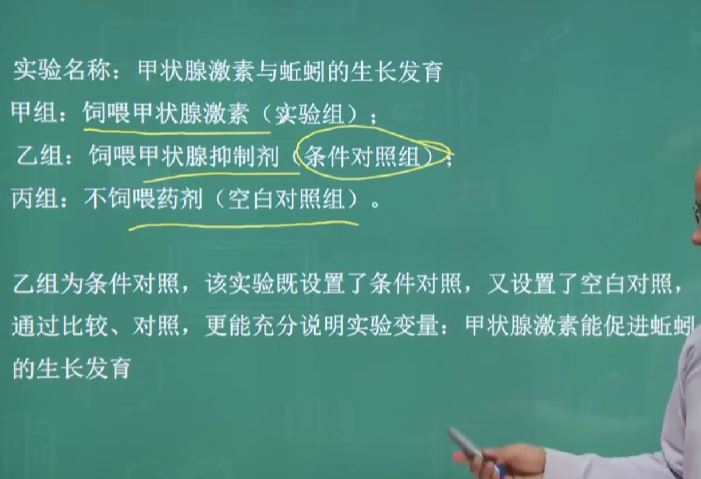 实验名称：甲状腺激素与蚯蚓的生长发育
甲组：饲喂甲状腺激素（实验组）；
乙组：饲喂甲状腺抑制剂（条件对照组）；
丙组：不饲喂药剂（空白对照组）。
乙组为条件对照，该实验既设置了条件对照，又设置了空白对照，
通过比较、对照，更能充分说明实验变量：甲状腺激素能促进蚯蚓
的生长发育